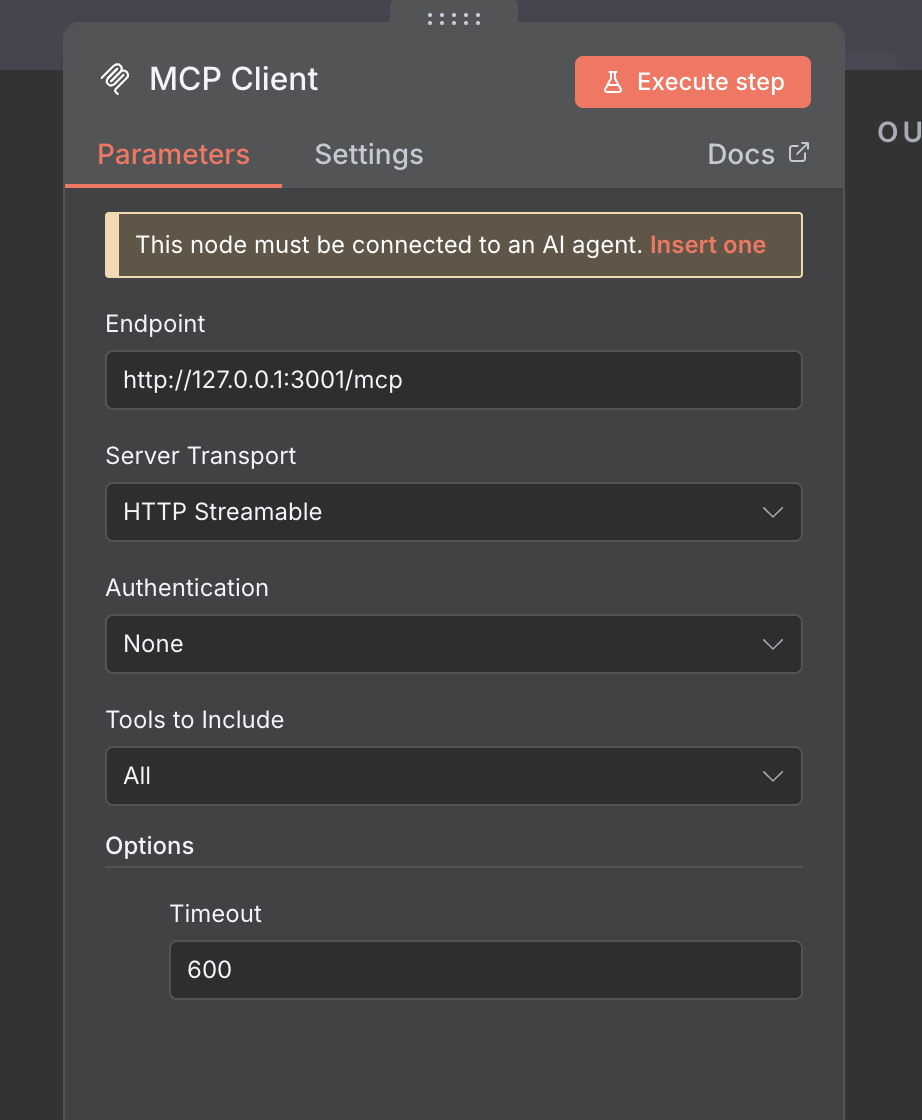 MCP Client
Execute step
OU
Parameters
Settings
Docs
This node must be connected to an AI agent. Insert one
Endpoint
http://127.0.0.1:3001/mcp
Server Transport
HTTP Streamable
Authentication
None
Tools to Include
All
Options
Timeout
600